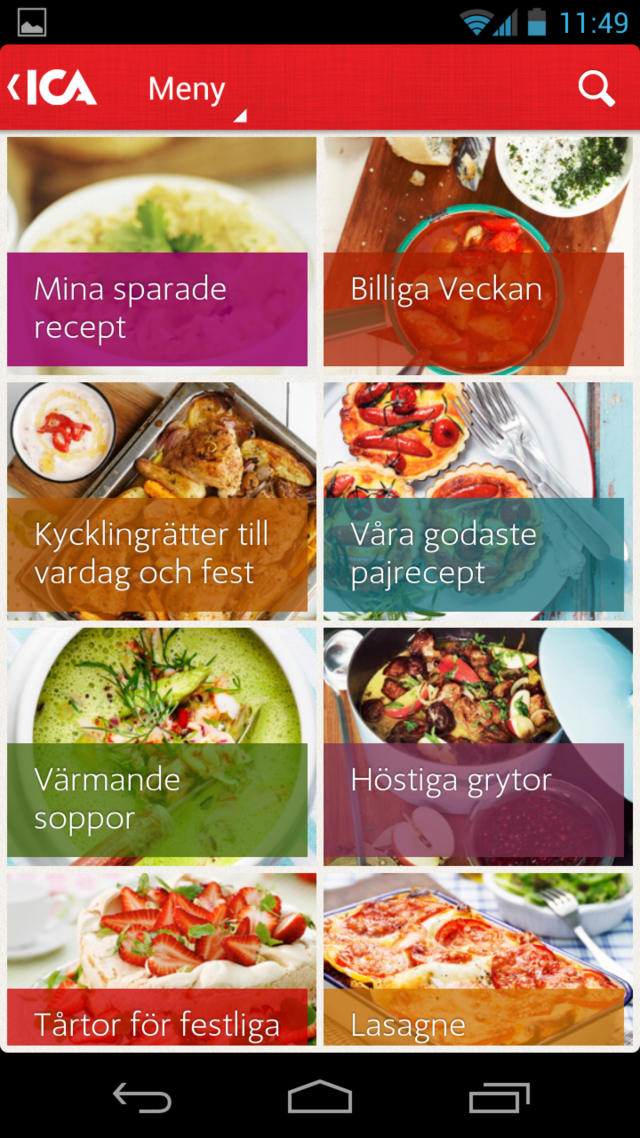 11:49
ICA
Meny
Mina sparade
recept
Billiga Veckan
Kycklingrätter till
vardag och fest
Våra godaste
pajrecept
Värmande
soppor
Höstiga grytor
Tårtor för festliga
Lasagne